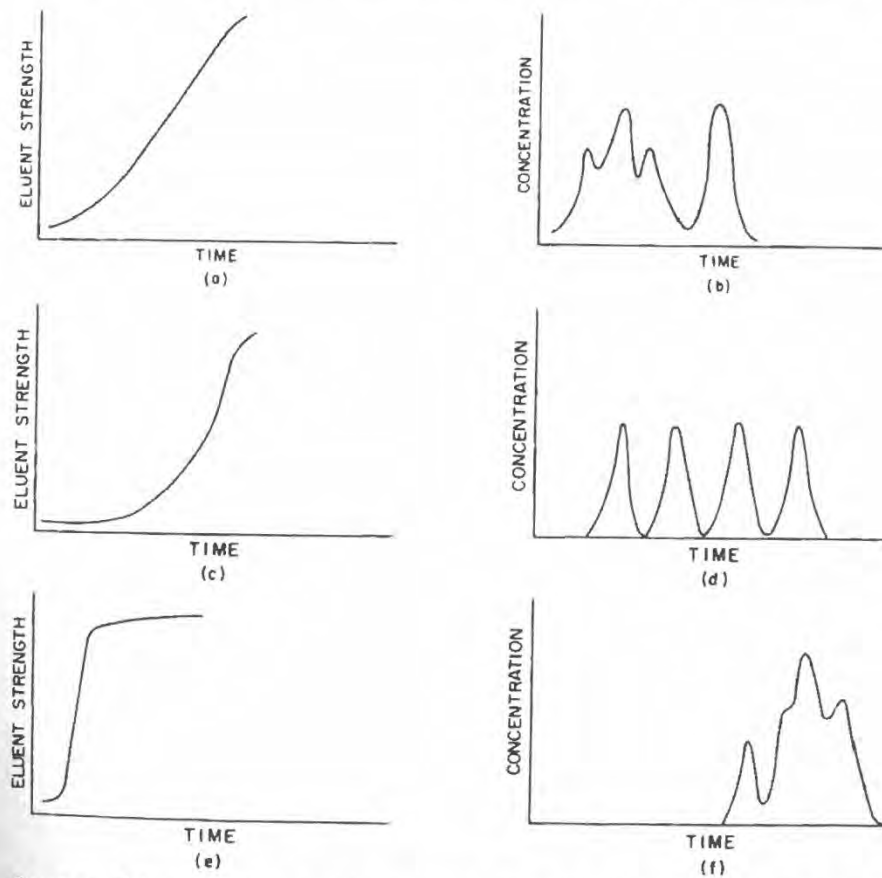 ELUENT STRENGTH
TIME
(a)
CONCENTRATION
TIME
(b)
ELUENT STRENGTH
TIME
(c)
CONCENTRATION
TIME
(d)
ELUENT STRENGTH
TIME
(e)
CONCENTRATION
TIME
(f)